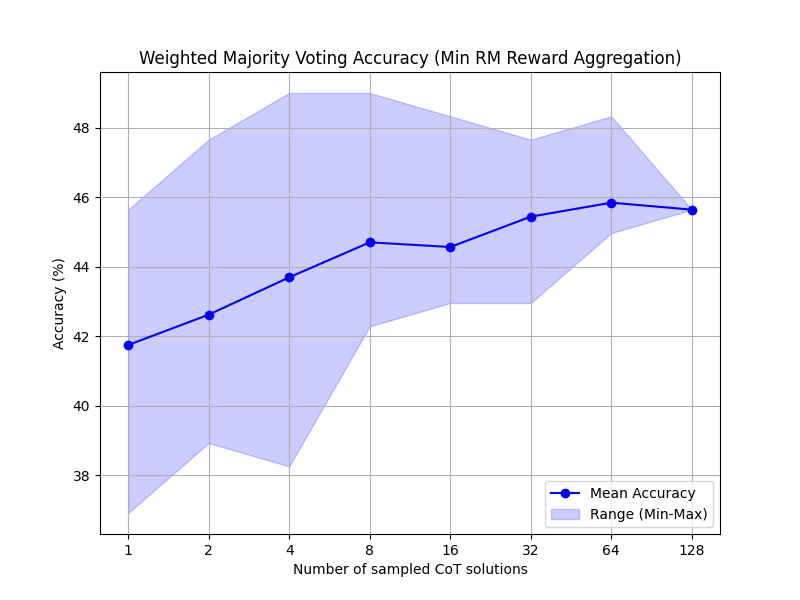 Weighted Majority Voting Accuracy (Min RM Reward Aggregation)
Accuracy (%)
48
46
44
42
40
38
Mean Accuracy
Range (Min-Max)
1 2 4 8 16 32 64 128
Number of sampled CoT solutions